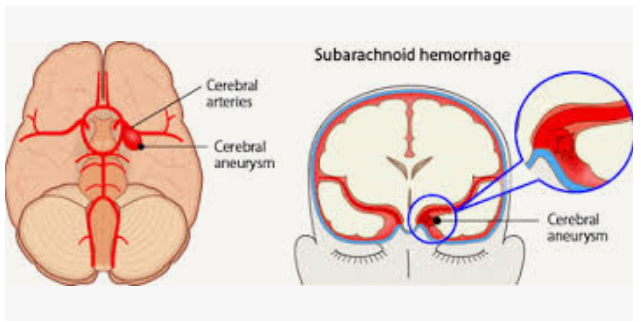 Subarachnoid hemorrhage
Cerebral
arteries
Cerebral
aneurysm
Cerebral
aneurysm